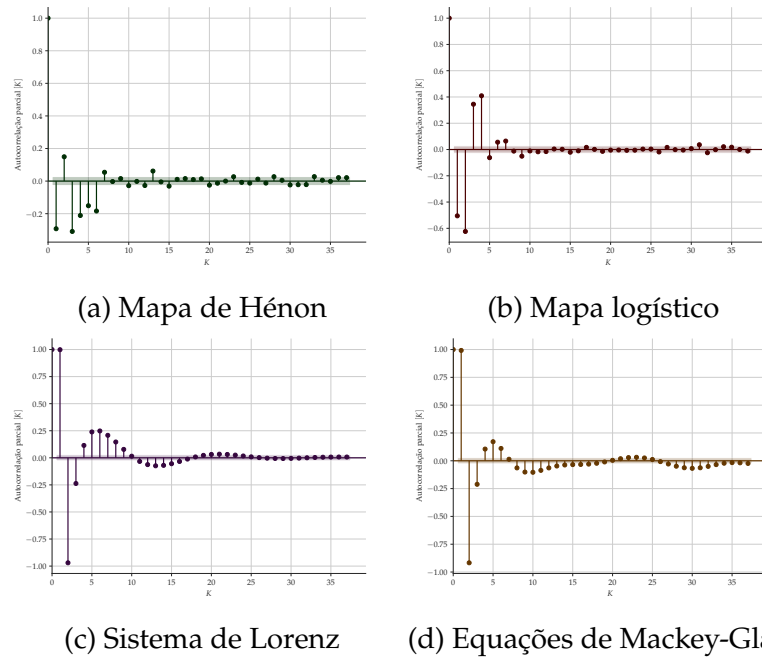 1.0
0.8
0.6
0.4
0.2
0.0
−0.2
Autocorrelação parcial [K]
0 5 10 15 20 25 30 35
K
(a) Mapa de Hénon
1.0
0.8
0.6
0.4
0.2
0.0
−0.2
−0.4
−0.6
Autocorrelação parcial [K]
0 5 10 15 20 25 30 35
K
(b) Mapa logístico
1.00
0.75
0.50
0.25
0.00
−0.25
−0.50
−0.75
−1.00
Autocorrelação parcial [K]
0 5 10 15 20 25 30 35
K
(c) Sistema de Lorenz
1.00
0.75
0.50
0.25
0.00
−0.25
−0.50
−0.75
−1.00
Autocorrelação parcial [K]
0 5 10 15 20 25 30 35
K
(d) Equações de Mackey-Gla